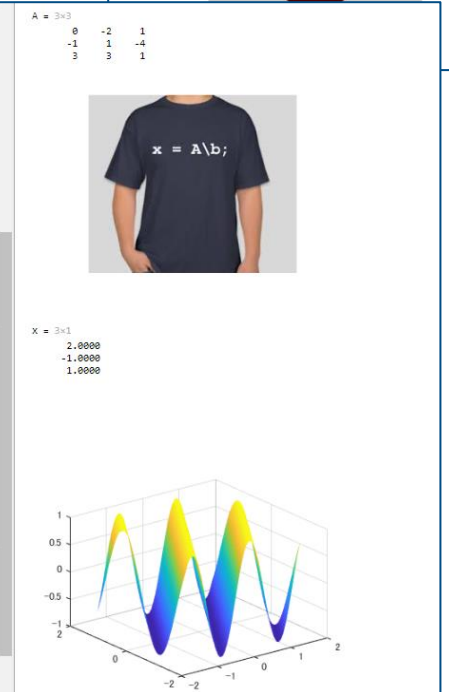 A = 3×3
0 -2 1
-1 1 -4
3 3 1
x = A\b;
x = 3×1
2.0000
-1.0000
1.0000
1
0.5
0
-0.5
-1
2
0
-2
-2
-1
0
1
2